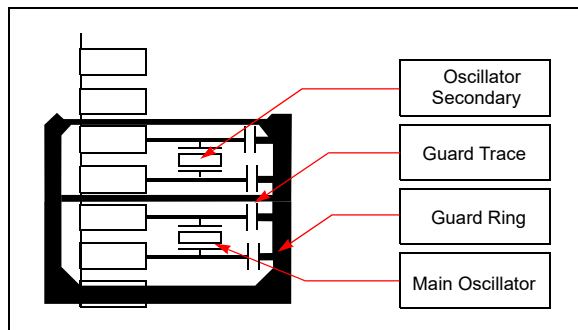 Oscillator
Secondary
Guard Trace
Guard Ring
Main Oscillator